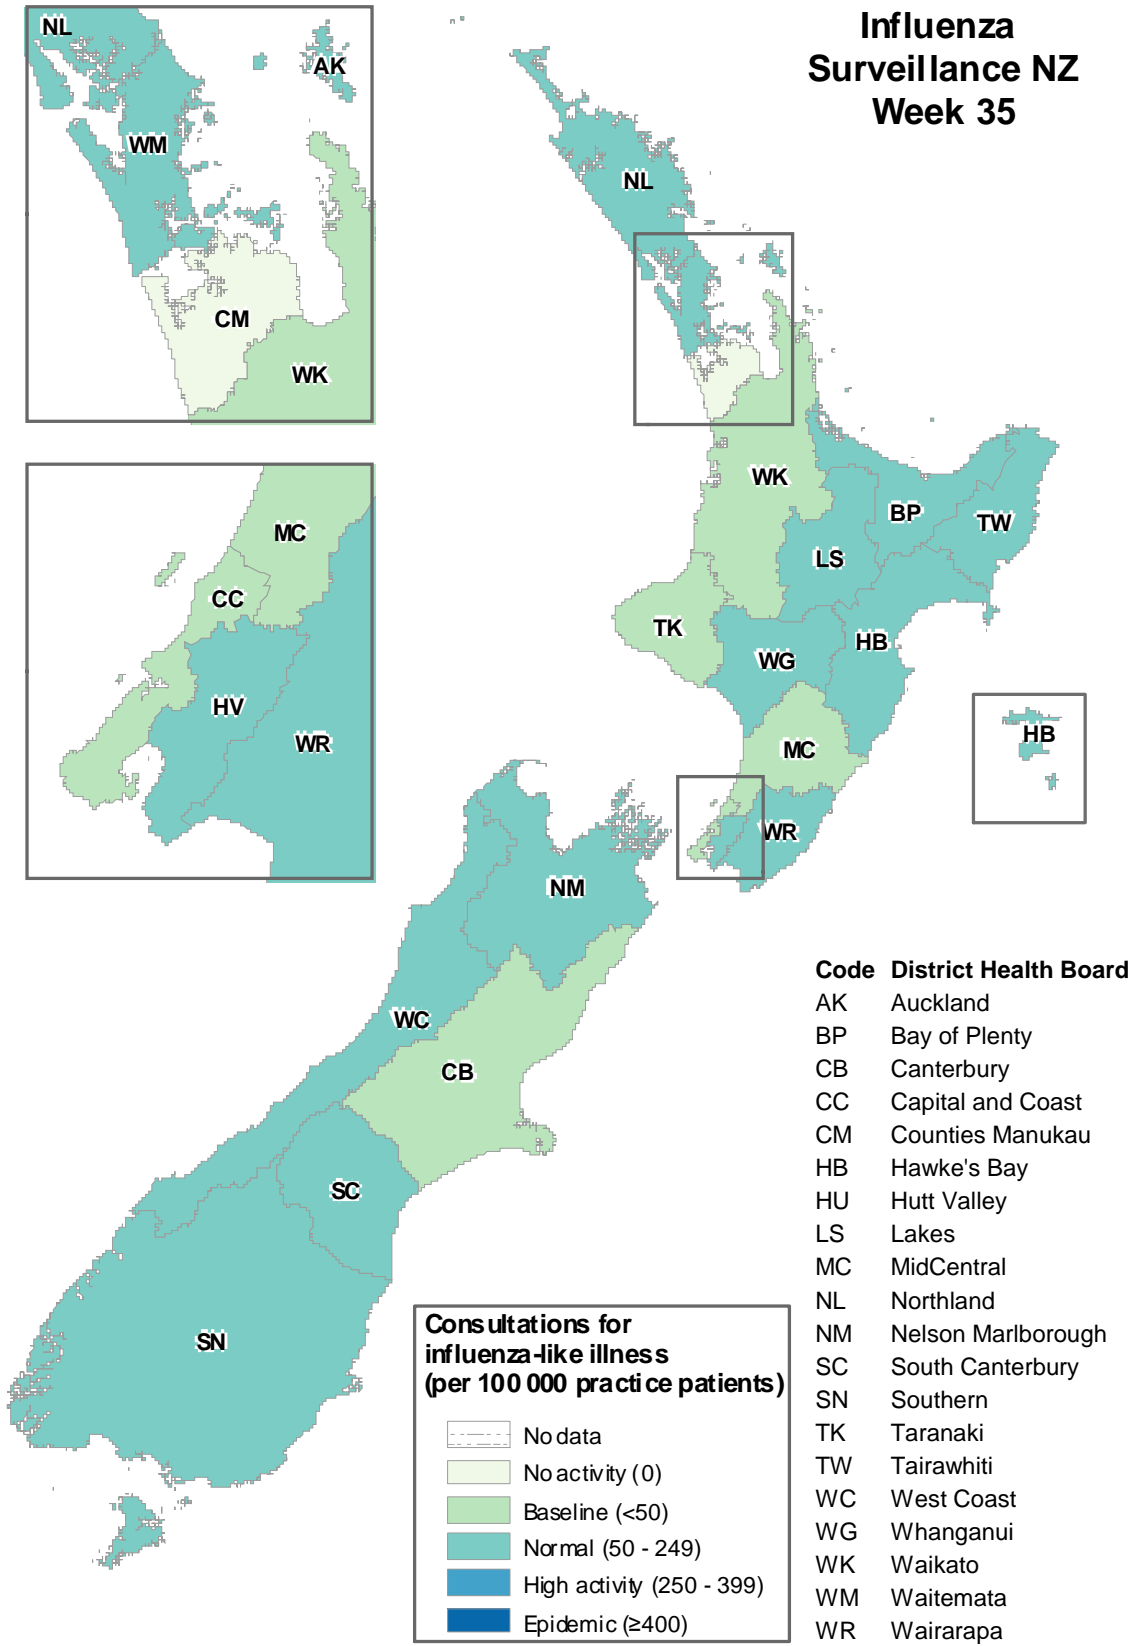 Influenza
Surveillance NZ
Week 35
NL
AK
WM
CM
WK
NL
WK
BP
TW
LS
TK
HB
WG
MC
WR
HB
MC
CC
HV
WR
NM
WC
CB
SC
SN
Code District Health Board
AK Auckland
BP Bay of Plenty
CB Canterbury
CC Capital and Coast
CM Counties Manukau
HB Hawke's Bay
HU Hutt Valley
LS Lakes
MC MidCentral
NL Northland
NM Nelson Marlborough
SC South Canterbury
SN Southern
TK Taranaki
TW Tairawhiti
WC West Coast
WG Whanganui
WK Waikato
WM Waitemata
WR Wairarapa
Consultations for
influenza-like illness
(per 100 000 practice patients)
No data
No activity (0)
Baseline (<50)
Normal (50 - 249)
High activity (250 - 399)
Epidemic (≥400)